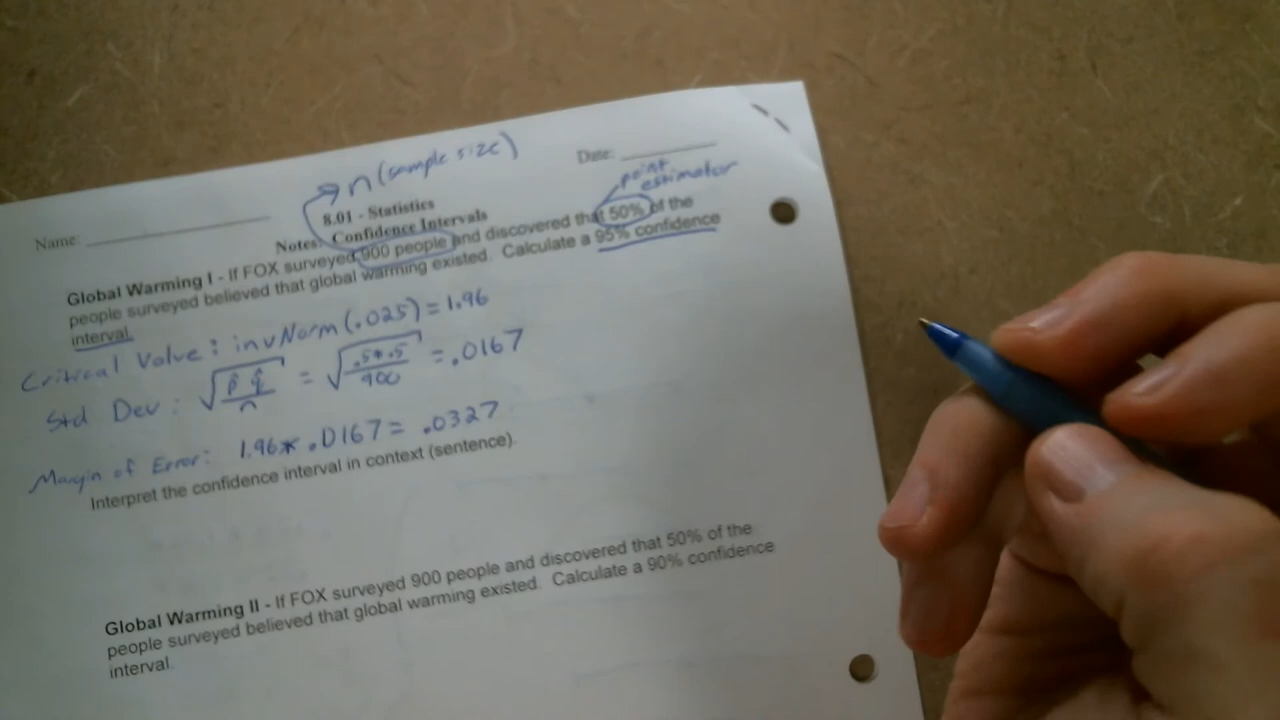 n (sample size)
Date:
point
estimator
Name:
8.01 - Statistics
Notes: Confidence Intervals
Global Warming I - If FOX surveyed 900 people and discovered that 50% of the
people surveyed believed that global warming existed. Calculate a 95% confidence
interval.
Critical Value: invNorm(.025) = 1.96
Std Dev: √(p̂ q̂ / n) = √(.5*.5 / 900) = .0167
Margin of Error: 1.96* .0167 = .0327
Interpret the confidence interval in context (sentence).
Global Warming II - If FOX surveyed 900 people and discovered that 50% of the
people surveyed believed that global warming existed. Calculate a 90% confidence
interval.